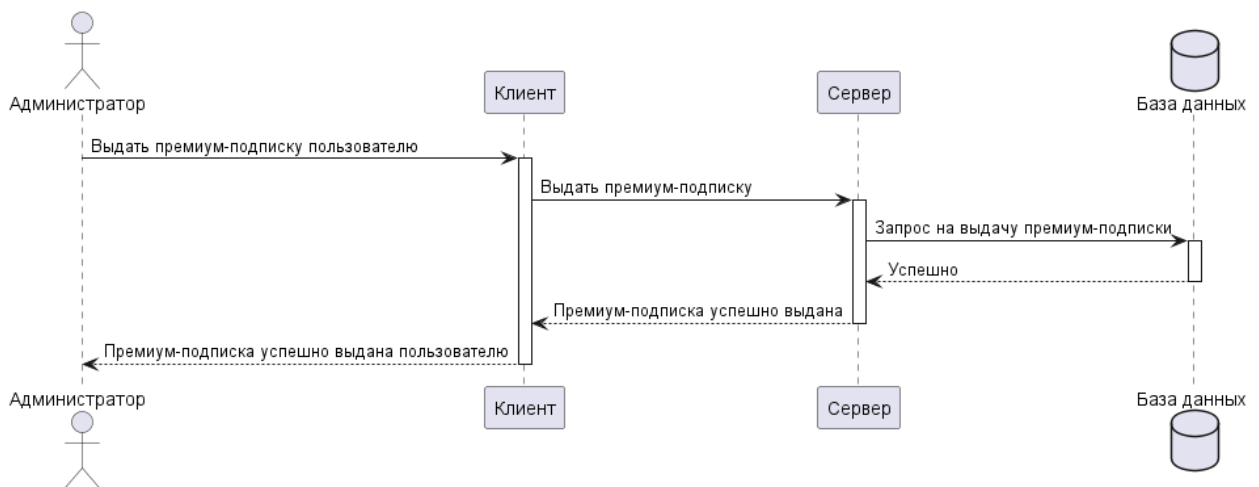 Администратор
Клиент
Сервер
База данных
Выдать премиум-подписку пользователю
Выдать премиум-подписку
Запрос на выдачу премиум-подписки
Успешно
Премиум-подписка успешно выдана
Премиум-подписка успешно выдана пользователю
Администратор
Клиент
Сервер
База данных